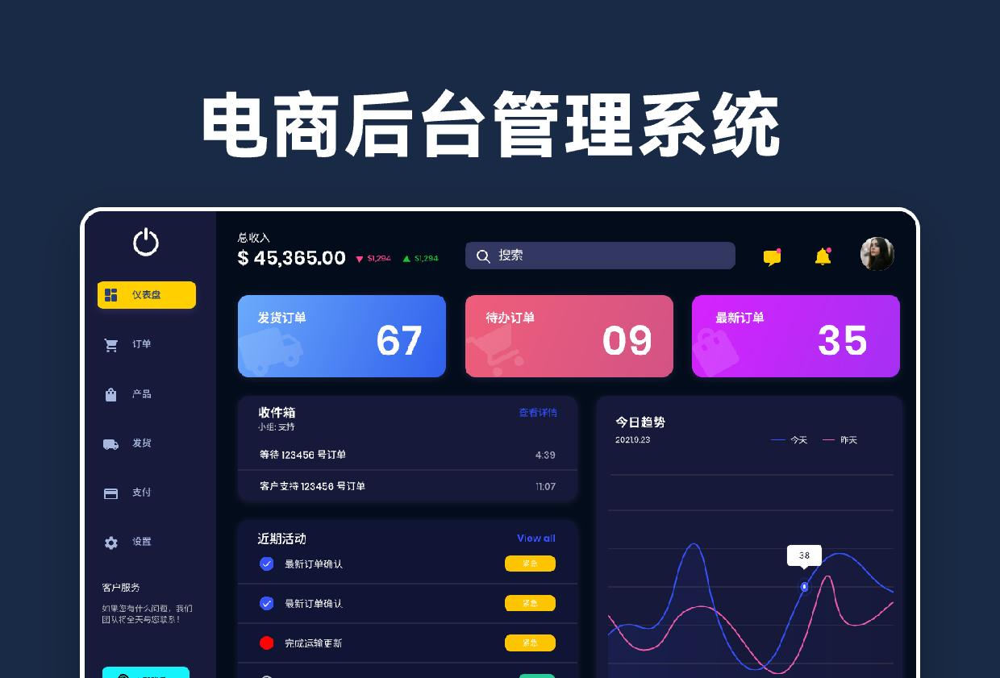 电商后台管理系统
总收入
$ 45,365.00 $1,294 $1,294
搜索
仪表盘
订单
产品
发货
支付
设置
客户服务
如果您有什么问题，我们
团队将全天与您联系！
发货订单
67
待办订单
09
最新订单
35
收件箱
查看详情
小组: 支持
等待 123456 号订单
4:39
客户支持 123456 号订单
11:07
近期活动
View all
最新订单确认
紧急
最新订单确认
紧急
完成运输更新
紧急
今日趋势
2021.9.23
今天
昨天
38